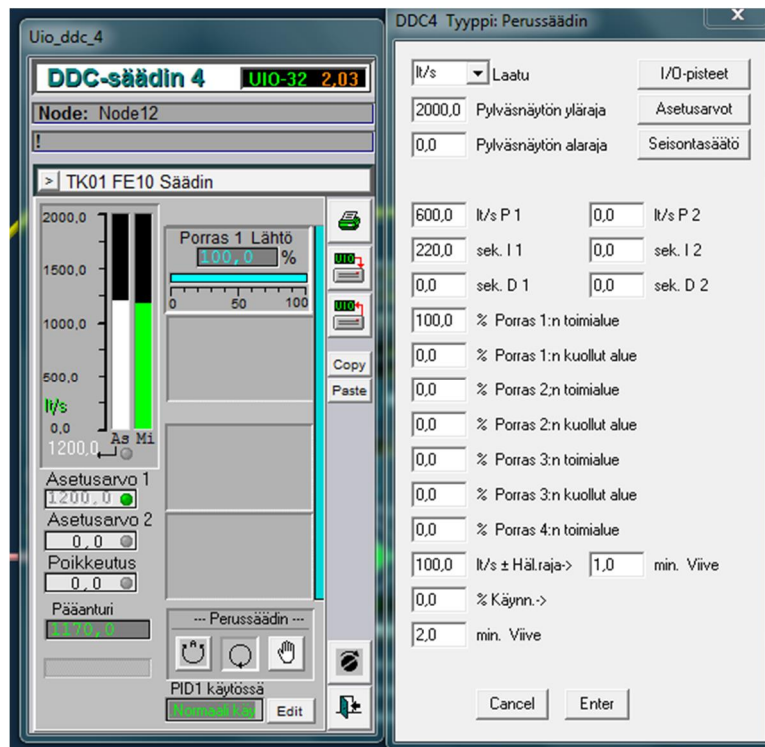 Uio_ddc_4
DDC-säädin 4 UIO-32 2,03
Node: Node12
!
> TK01 FE10 Säädin
2000,0
1500,0
1000,0
500,0
lt/s
0,0
As Mi
1200,0
Porras 1 Lähtö
100,0 %
0 50 100
UIO
UIO
Copy
Paste
Asetusarvo 1
1200,0
Asetusarvo 2
0,0
Poikkeutus
0,0
Pääanturi
1170,0
--- Perussäädin ---
A
PID1 käytössä
Normaali käy
Edit
DDC4 Tyyppi: Perussäädin X
lt/s Laatu I/O-pisteet
2000,0 Pylväsnäytön yläraja Asetusarvot
0,0 Pylväsnäytön alaraja Seisontasäätö
600,0 lt/s P 1 0,0 lt/s P 2
220,0 sek. I 1 0,0 sek. I 2
0,0 sek. D 1 0,0 sek. D 2
100,0 % Porras 1:n toimialue
0,0 % Porras 1:n kuollut alue
0,0 % Porras 2;n toimialue
0,0 % Porras 2:n kuollut alue
0,0 % Porras 3:n toimialue
0,0 % Porras 3:n kuollut alue
0,0 % Porras 4:n toimialue
100,0 lt/s ± Häl.raja-> 1,0 min. Viive
0,0 % Käynn.->
2,0 min. Viive
Cancel Enter